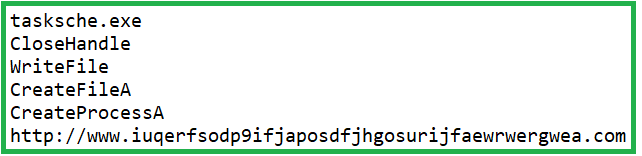 tasksche.exe
CloseHandle
WriteFile
CreateFileA
CreateProcessA
http://www.iuqerfsodp9ifjaposdfjhgosurijfaewrwergwea.com